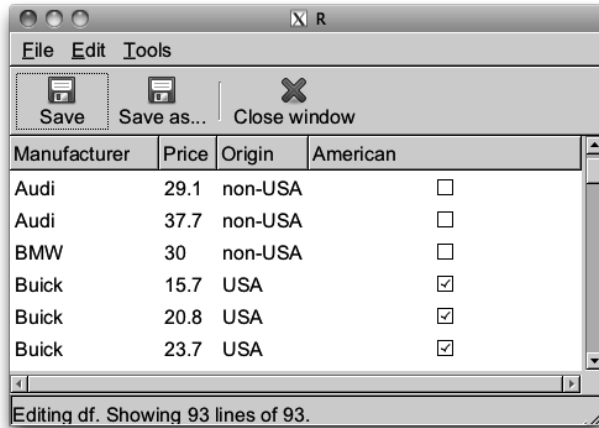 X R
File Edit Tools
Save Save as... Close window
Manufacturer Price Origin American
Audi 29.1 non-USA
Audi 37.7 non-USA
BMW 30 non-USA
Buick 15.7 USA
Buick 20.8 USA
Buick 23.7 USA
Editing df. Showing 93 lines of 93.